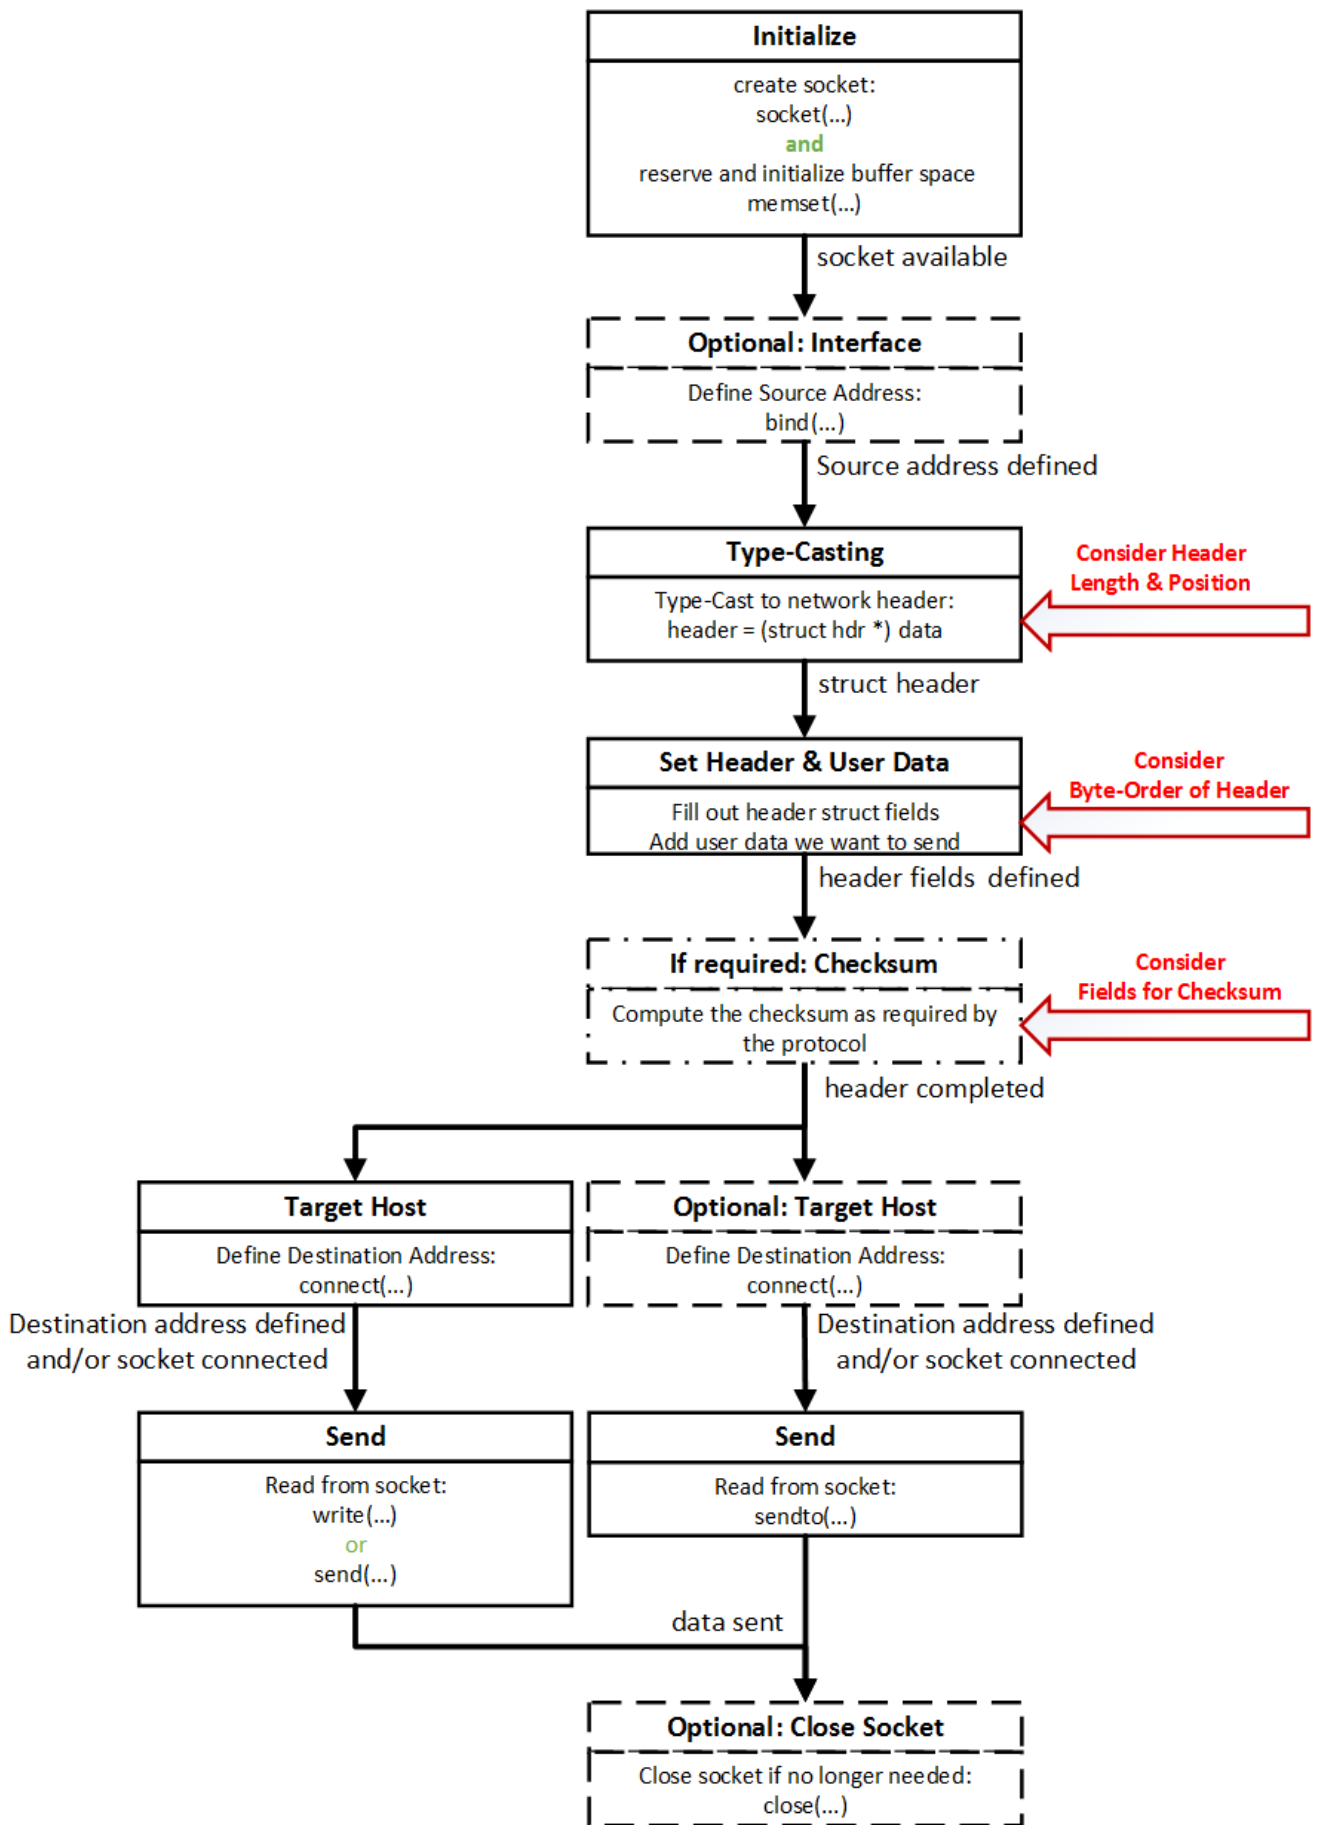 Initialize
create socket:
socket(...)
and
reserve and initialize buffer space
memset(...)
socket available
Optional: Interface
Define Source Address:
bind(...)
Source address defined
Type-Casting
Type-Cast to network header:
header = (struct hdr *) data
Consider Header
Length & Position
struct header
Set Header & User Data
Fill out header struct fields
Add user data we want to send
Consider
Byte-Order of Header
header fields defined
If required: Checksum
Compute the checksum as required by
the protocol
Consider
Fields for Checksum
header completed
Target Host
Define Destination Address:
connect(...)
Optional: Target Host
Define Destination Address:
connect(...)
Destination address defined
and/or socket connected
Destination address defined
and/or socket connected
Send
Read from socket:
write(...)
or
send(...)
Send
Read from socket:
sendto(...)
data sent
Optional: Close Socket
Close socket if no longer needed:
close(...)